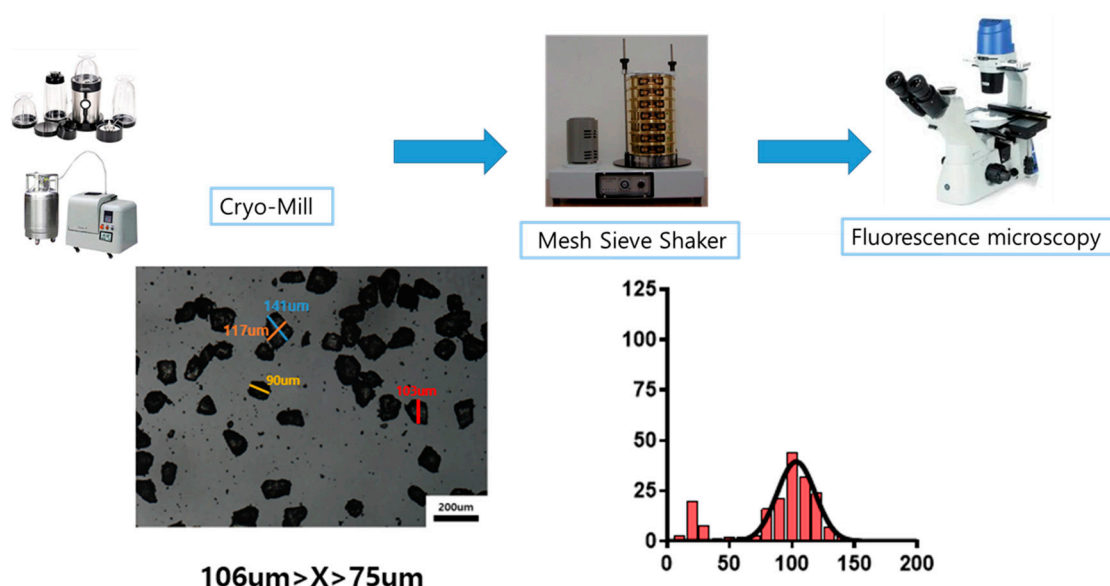 Cryo-Mill
Mesh Sieve Shaker
Fluorescence microscopy
141um
117um
90um
103um
200um
106um>X>75um
125
100
75
50
25
0
0 50 100 150 200